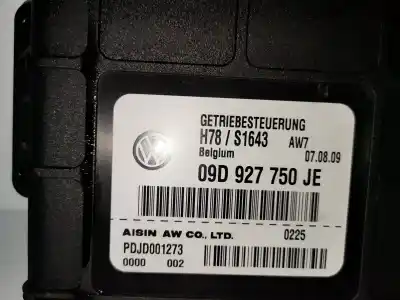 GETRIEBESTEUERUNG
H78 / S1643 AW7
Belgium 07.08.09
09D 927 750 JE
AISIN AW CO., LTD. 0225
PDJD001273
0000 002